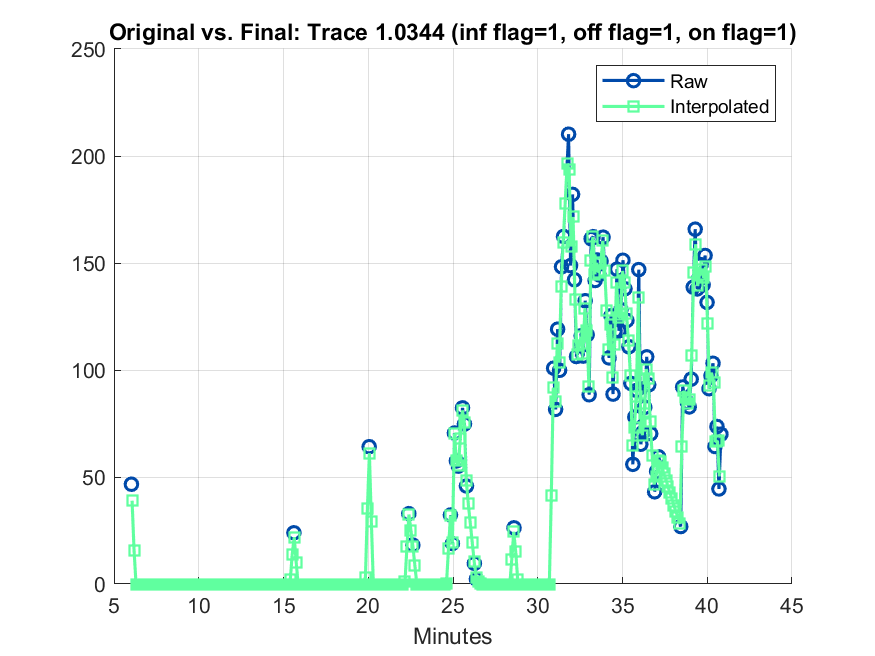 Original vs. Final: Trace 1.0344 (inf flag=1, off flag=1, on flag=1)
250
200
150
100
50
0
Raw
Interpolated
5 10 15 20 25 30 35 40 45
Minutes